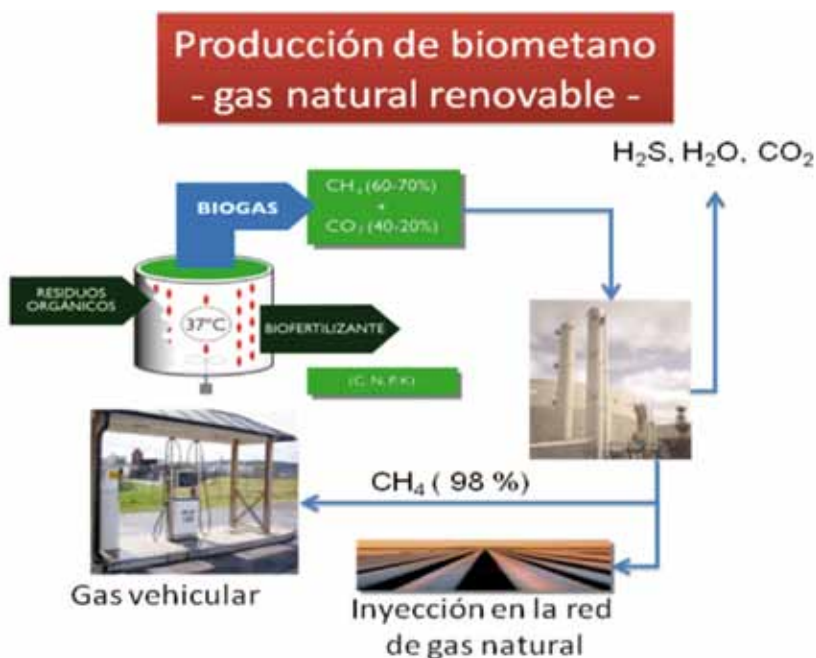 Producción de biometano
- gas natural renovable -
H₂S, H₂O, CO₂
BIOGAS
CH₄ (60-70%)
+
CO₂ (40-20%)
RESIDUOS
ORGÁNICOS
37°C
BIOFERTILIZANTE
(C, N, P, K)
CH₄ ( 98 %)
Gas vehicular
Inyección en la red
de gas natural